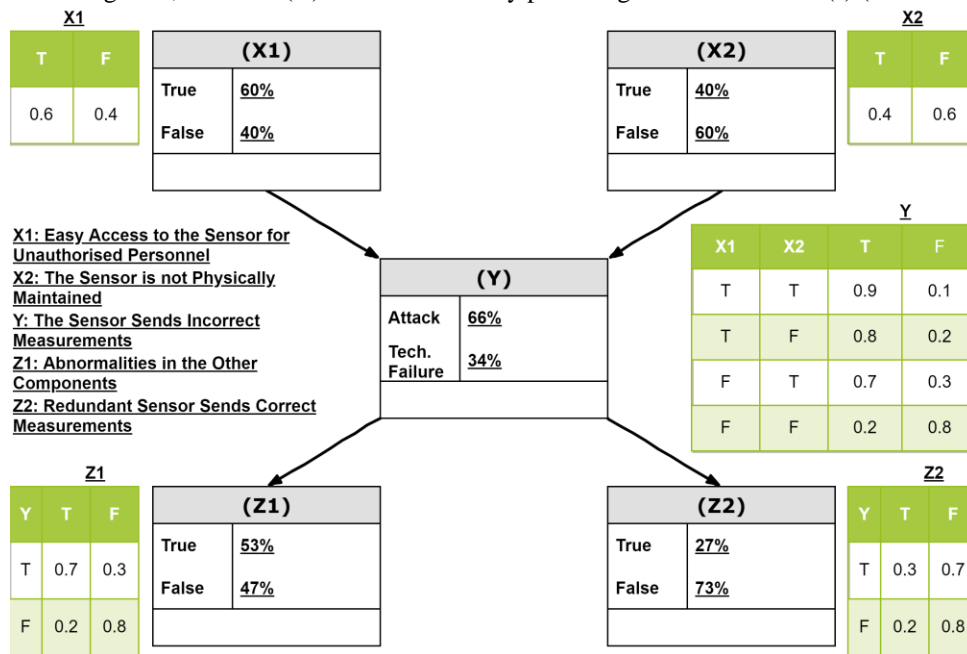 X1
T F
0.6 0.4
(X1)
True 60%
False 40%
(X2)
True 40%
False 60%
X2
T F
0.4 0.6
X1: Easy Access to the Sensor for
Unauthorised Personnel
X2: The Sensor is not Physically
Maintained
Y: The Sensor Sends Incorrect
Measurements
Z1: Abnormalities in the Other
Components
Z2: Redundant Sensor Sends Correct
Measurements
(Y)
Attack 66%
Tech.
Failure 34%
Y
X1 X2 T F
T T 0.9 0.1
T F 0.8 0.2
F T 0.7 0.3
F F 0.2 0.8
Z1
Y T F
T 0.7 0.3
F 0.2 0.8
(Z1)
True 53%
False 47%
(Z2)
True 27%
False 73%
Z2
Y T F
T 0.3 0.7
F 0.2 0.8